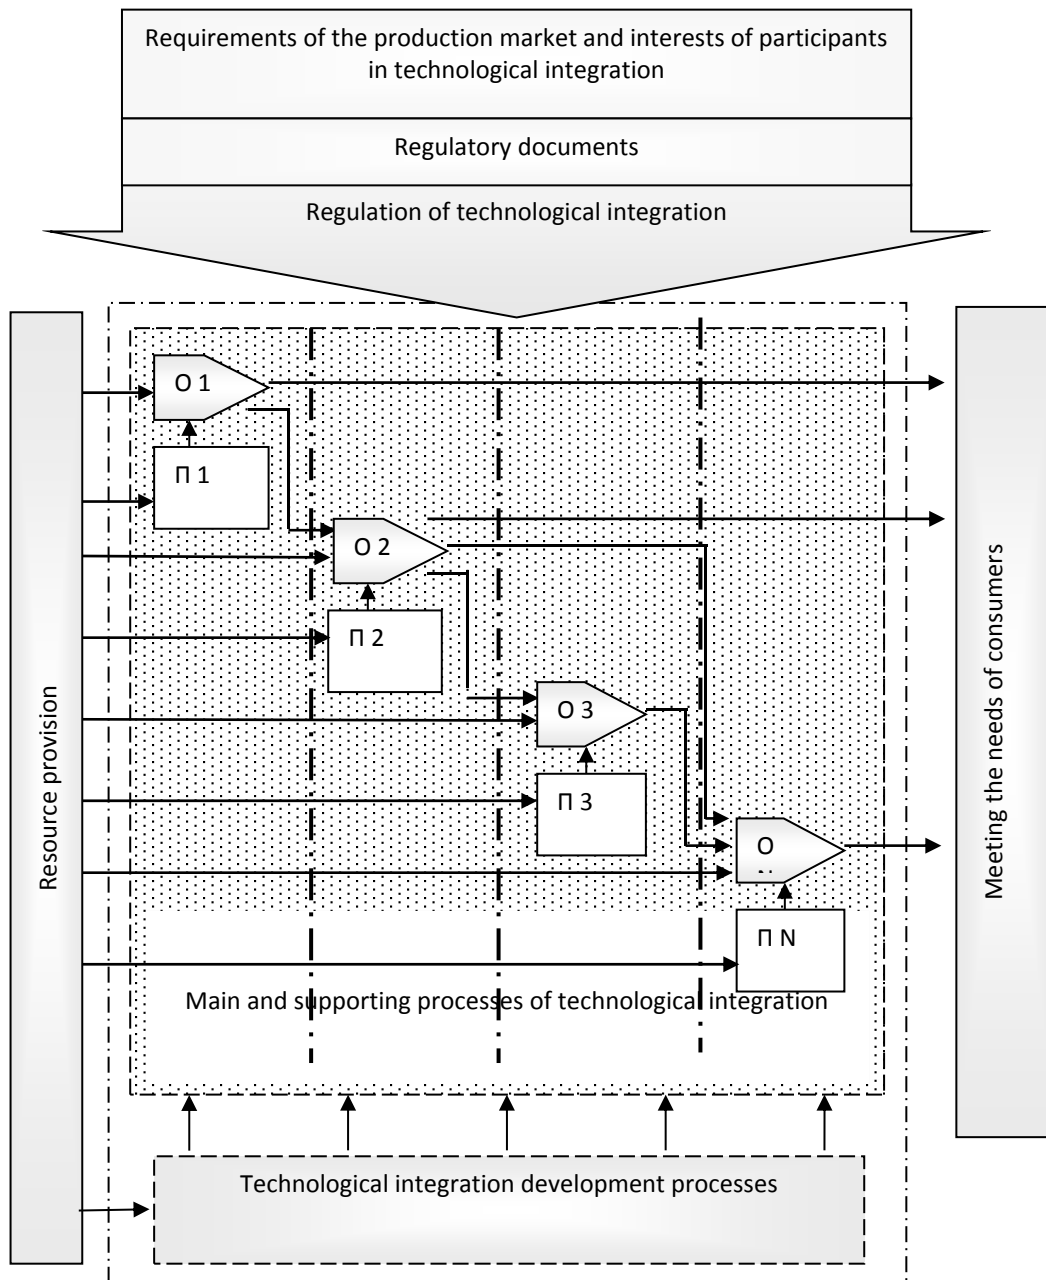 Requirements of the production market and interests of participants
in technological integration
Regulatory documents
Regulation of technological integration
О 1
П 1
О 2
П 2
О 3
П 3
О
П N
Main and supporting processes of technological integration
Technological integration development processes
Resource provision
Meeting the needs of consumers